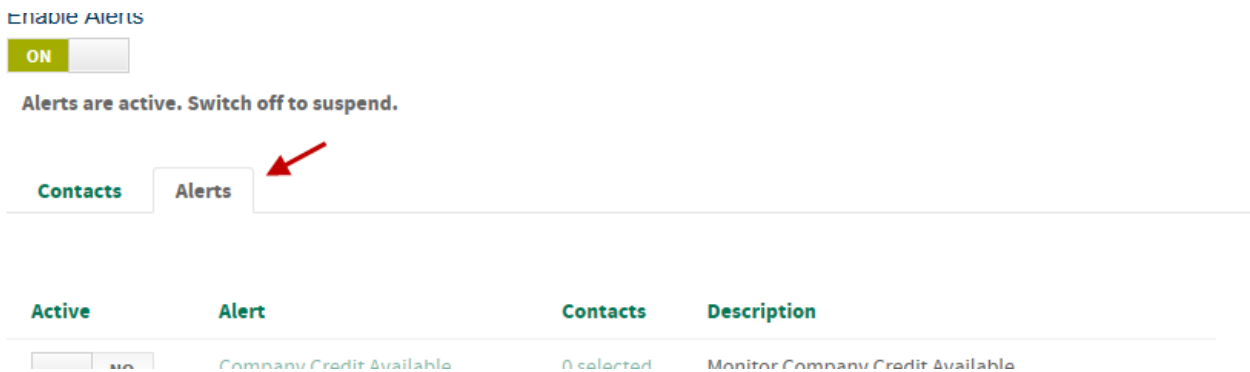 Enable Alerts
ON
Alerts are active. Switch off to suspend.
Contacts Alerts
Active Alert Contacts Description
NO Company Credit Available 0 selected Monitor Company Credit Available